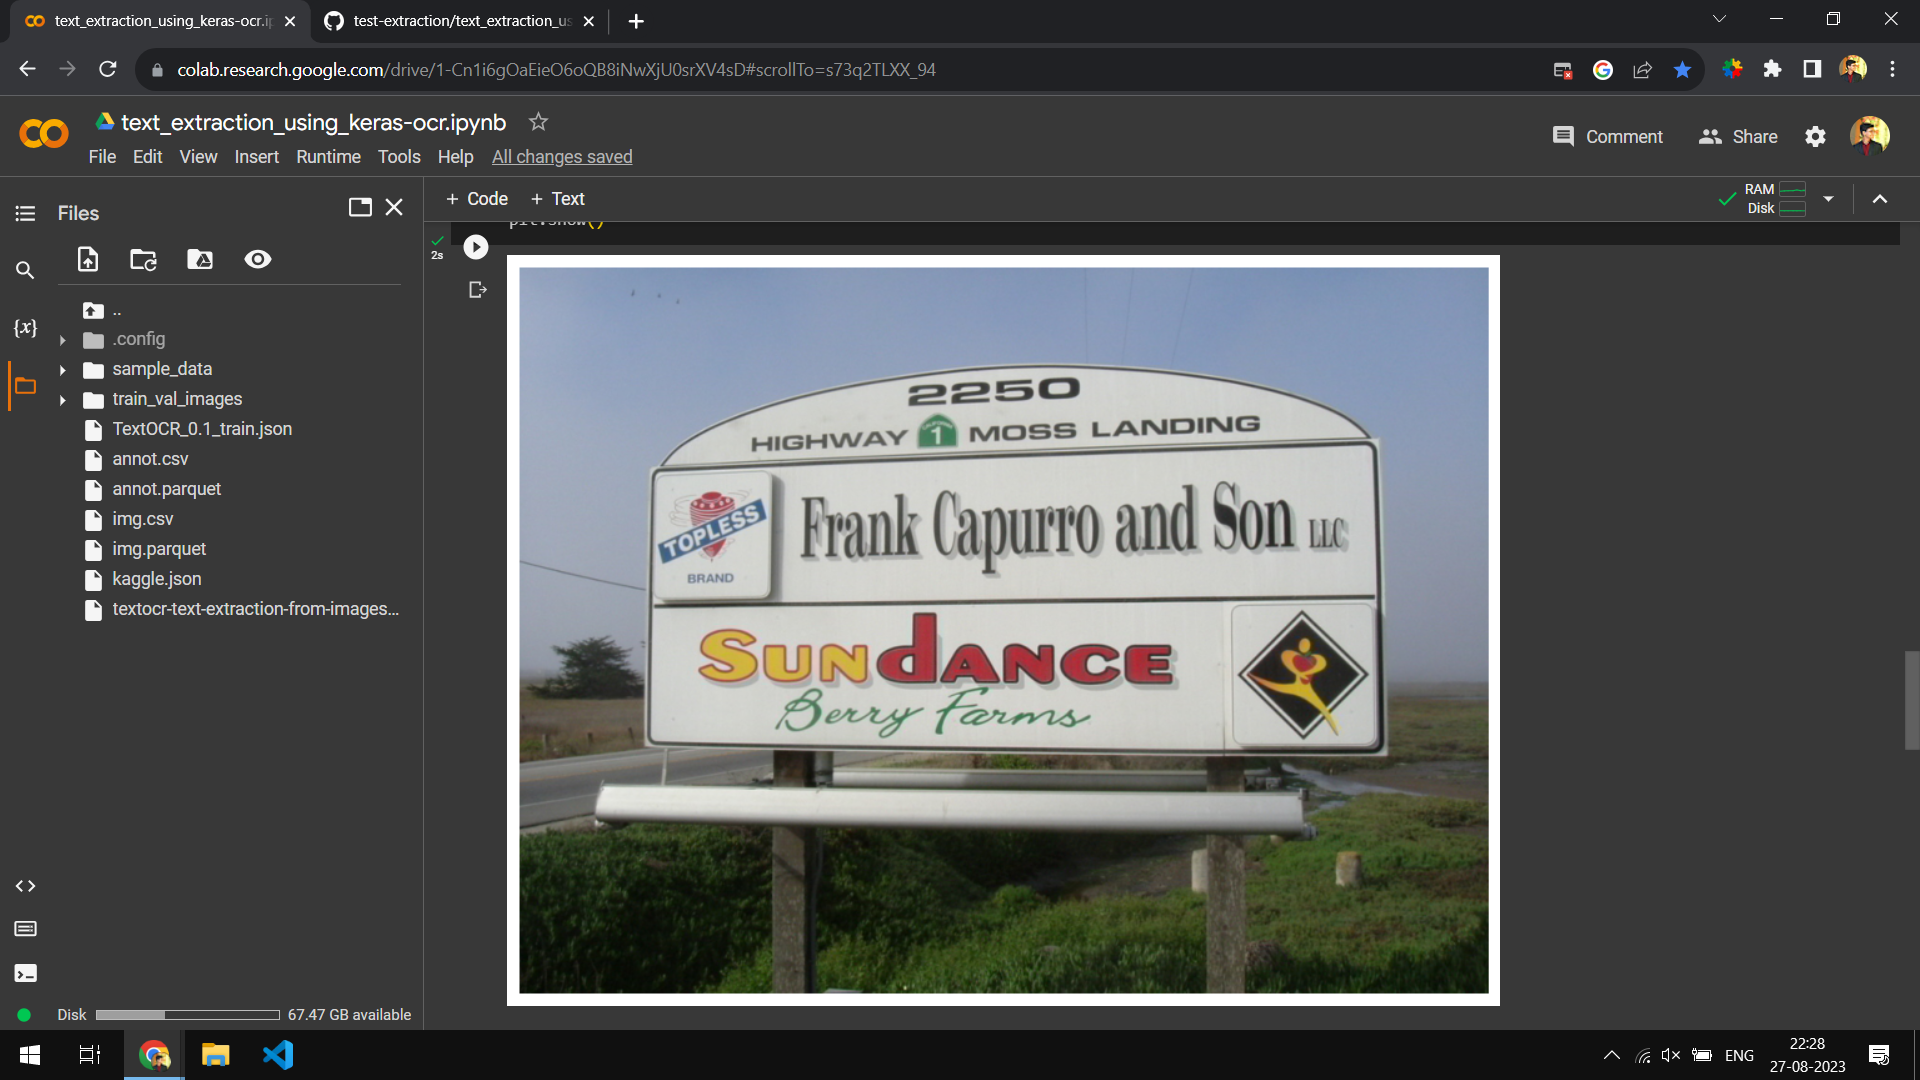 text_extraction_using_keras-ocr.ip
test-extraction/text_extraction_us
colab.research.google.com/drive/1-Cn1i6gOaEieO6oQB8iNwXjU0srXV4sD#scrollTo=s73q2TLXX_94
CO
text_extraction_using_keras-ocr.ipynb
File Edit View Insert Runtime Tools Help All changes saved
Comment Share
+ Code + Text
RAM
Disk
Files
{x}
..
.config
sample_data
train_val_images
TextOCR_0.1_train.json
annot.csv
annot.parquet
img.csv
img.parquet
kaggle.json
textocr-text-extraction-from-images...
Disk 67.47 GB available
plt.show()
2s
2250
HIGHWAY CALIFORNIA 1 MOSS LANDING
TOPLESS
BRAND
Frank Capurro and Son LLC
SUNdANCE
Berry Farms
ENG
22:28
27-08-2023